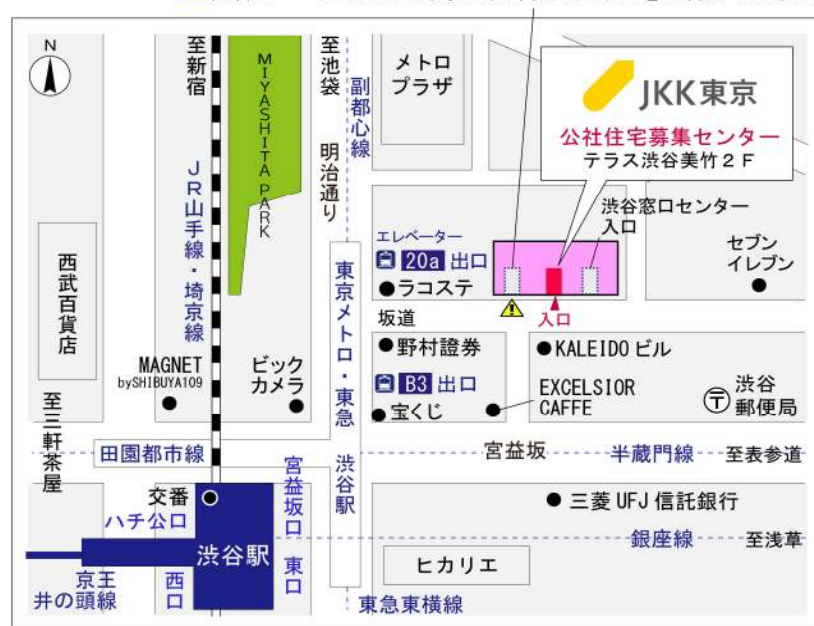 N
至新宿
MIYASHITA PARK
至池袋
明治通り
副都心線
メトロ
プラザ
JKK東京
公社住宅募集センター
テラス渋谷美竹2F
JR山手線・埼京線
西武百貨店
エレベーター
20a 出口
ラコステ
渋谷窓口センター
入口
セブン
イレブン
入口
坂道
東京メトロ・東急
渋谷駅
野村證券
KALEIDO ビル
MAGNET
bySHIBUYA109
ビック
カメラ
B3 出口
宝くじ
EXCELSIOR
CAFFE
〒
渋谷
郵便局
至三軒茶屋
田園都市線
宮益坂
半蔵門線
至表参道
交番
ハチ公口
宮益坂口
三菱 UFJ 信託銀行
渋谷駅
銀座線
至浅草
京王
井の頭線
西口
東口
ヒカリエ
東急東横線